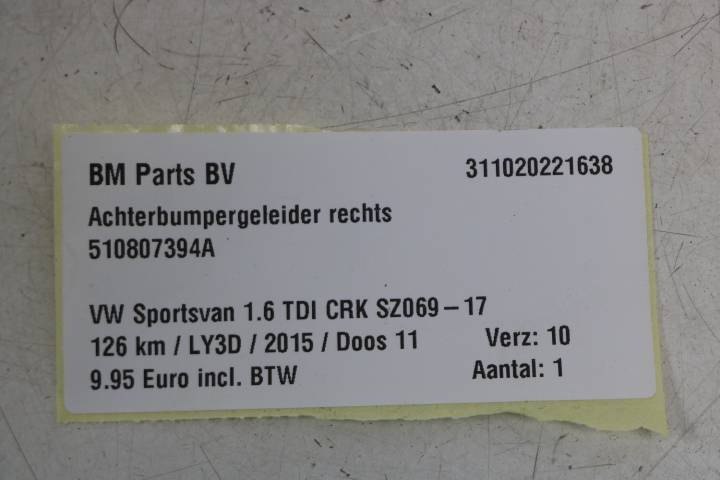 BM Parts BV 311020221638
Achterbumpergeleider rechts
510807394A
VW Sportsvan 1.6 TDI CRK SZ069-17
126 km / LY3D / 2015 / Doos 11 Verz: 10
9.95 Euro incl. BTW Aantal: 1